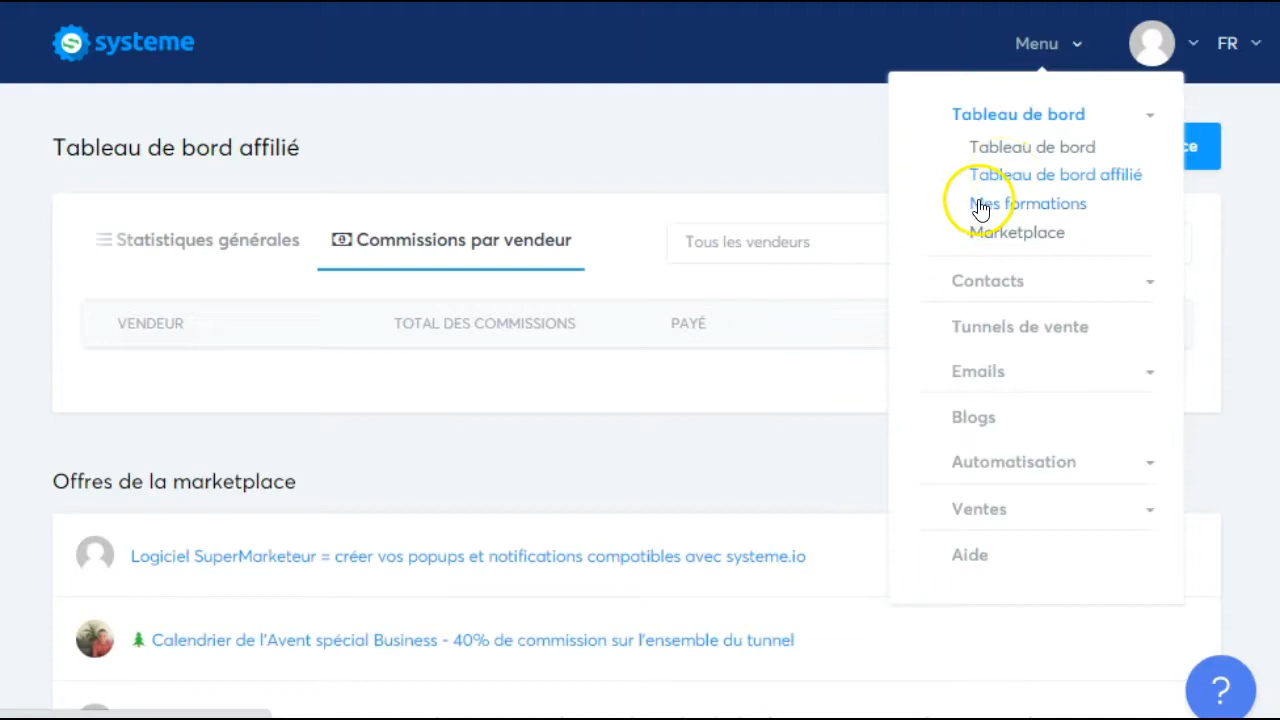 systeme
Menu
FR
Tableau de bord affilié
Statistiques générales
Commissions par vendeur
Tous les vendeurs
VENDEUR
TOTAL DES COMMISSIONS
PAYÉ
Tableau de bord
Tableau de bord
Tableau de bord affilié
Mes formations
Marketplace
Contacts
Tunnels de vente
Emails
Blogs
Automatisation
Ventes
Aide
Offres de la marketplace
Logiciel SuperMarketeur = créer vos popups et notifications compatibles avec systeme.io
Calendrier de l'Avent spécial Business - 40% de commission sur l'ensemble du tunnel
?